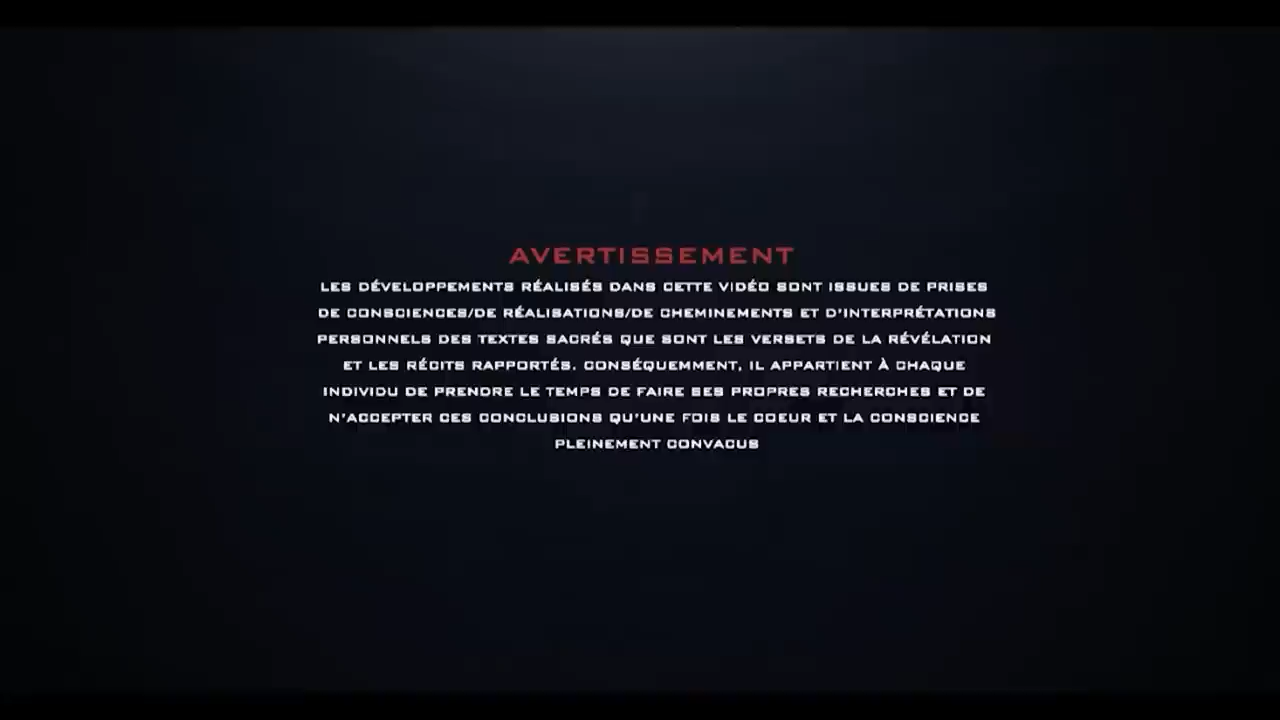 AVERTISSEMENT
LES DÉVELOPPEMENTS RÉALISÉS DANS CETTE VIDÉO SONT ISSUES DE PRISES
DE CONSCIENCES/DE RÉALISATIONS/DE CHEMINEMENTS ET D'INTERPRÉTATIONS
PERSONNELS DES TEXTES SACRÉS QUE SONT LES VERSETS DE LA RÉVÉLATION
ET LES RÉCITS RAPPORTÉS. CONSÉQUEMMENT, IL APPARTIENT À CHAQUE
INDIVIDU DE PRENDRE LE TEMPS DE FAIRE SES PROPRES RECHERCHES ET DE
N'ACCEPTER CES CONCLUSIONS QU'UNE FOIS LE COEUR ET LA CONSCIENCE
PLEINEMENT CONVACUS